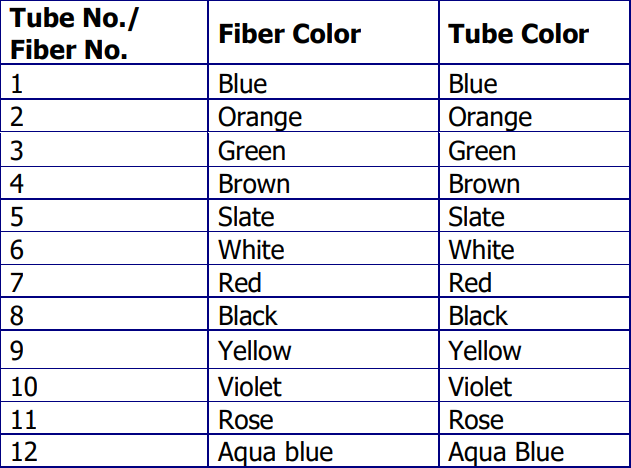 Tube No./ Fiber No. Fiber Color Tube Color
1 Blue Blue
2 Orange Orange
3 Green Green
4 Brown Brown
5 Slate Slate
6 White White
7 Red Red
8 Black Black
9 Yellow Yellow
10 Violet Violet
11 Rose Rose
12 Aqua blue Aqua Blue